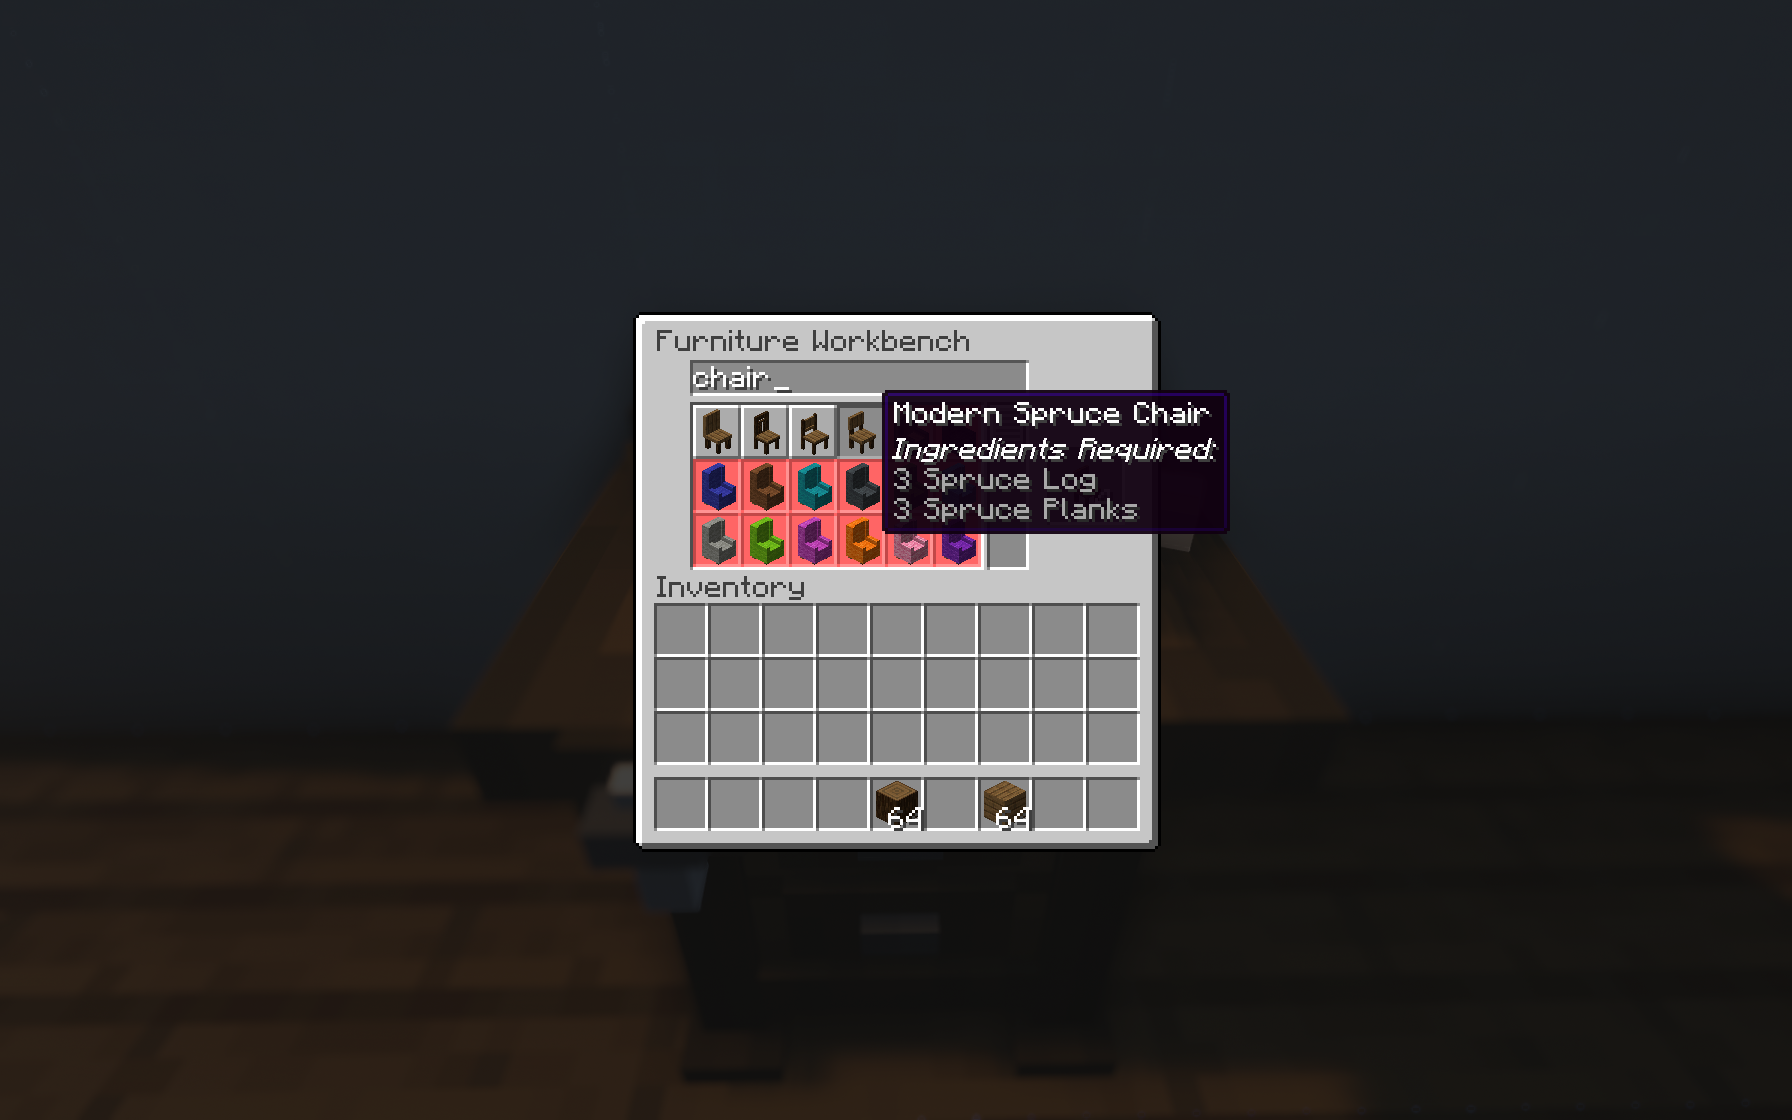 Furniture Workbench
chair_
Modern Spruce Chair
Ingredients Required:
3 Spruce Log
3 Spruce Planks
Inventory
64
64